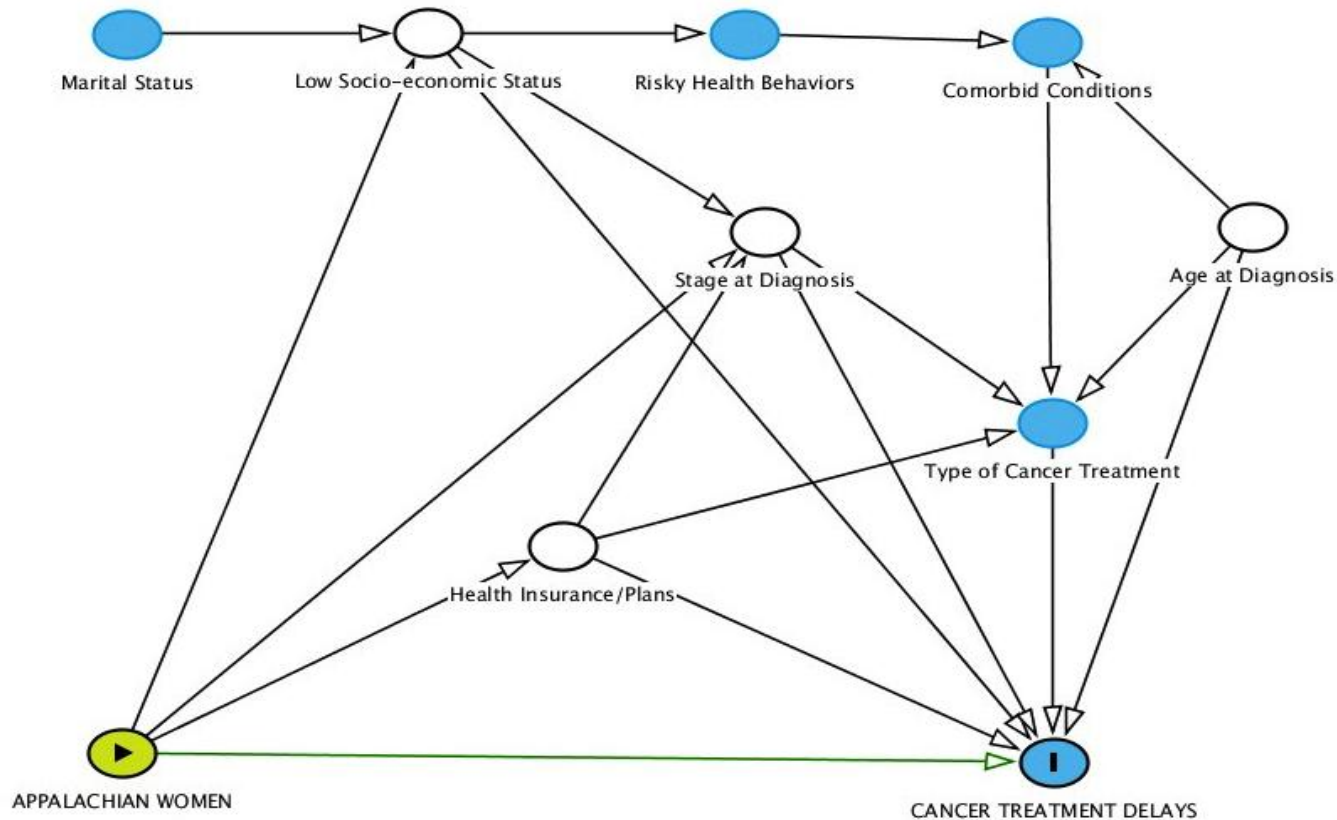 Marital Status
Low Socio-economic Status
Risky Health Behaviors
Comorbid Conditions
Stage at Diagnosis
Age at Diagnosis
Type of Cancer Treatment
Health Insurance/Plans
APPALACHIAN WOMEN
CANCER TREATMENT DELAYS